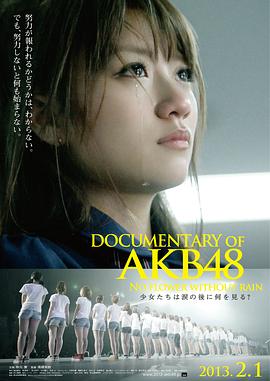 努力が報われるかどうかは、わからない。
でも、努力しないと何も始まらない。
DOCUMENTARY OF
AKB48
NO FLOWER WITHOUT RAIN
少女たちは涙の後に何を見る?
2013.2.1